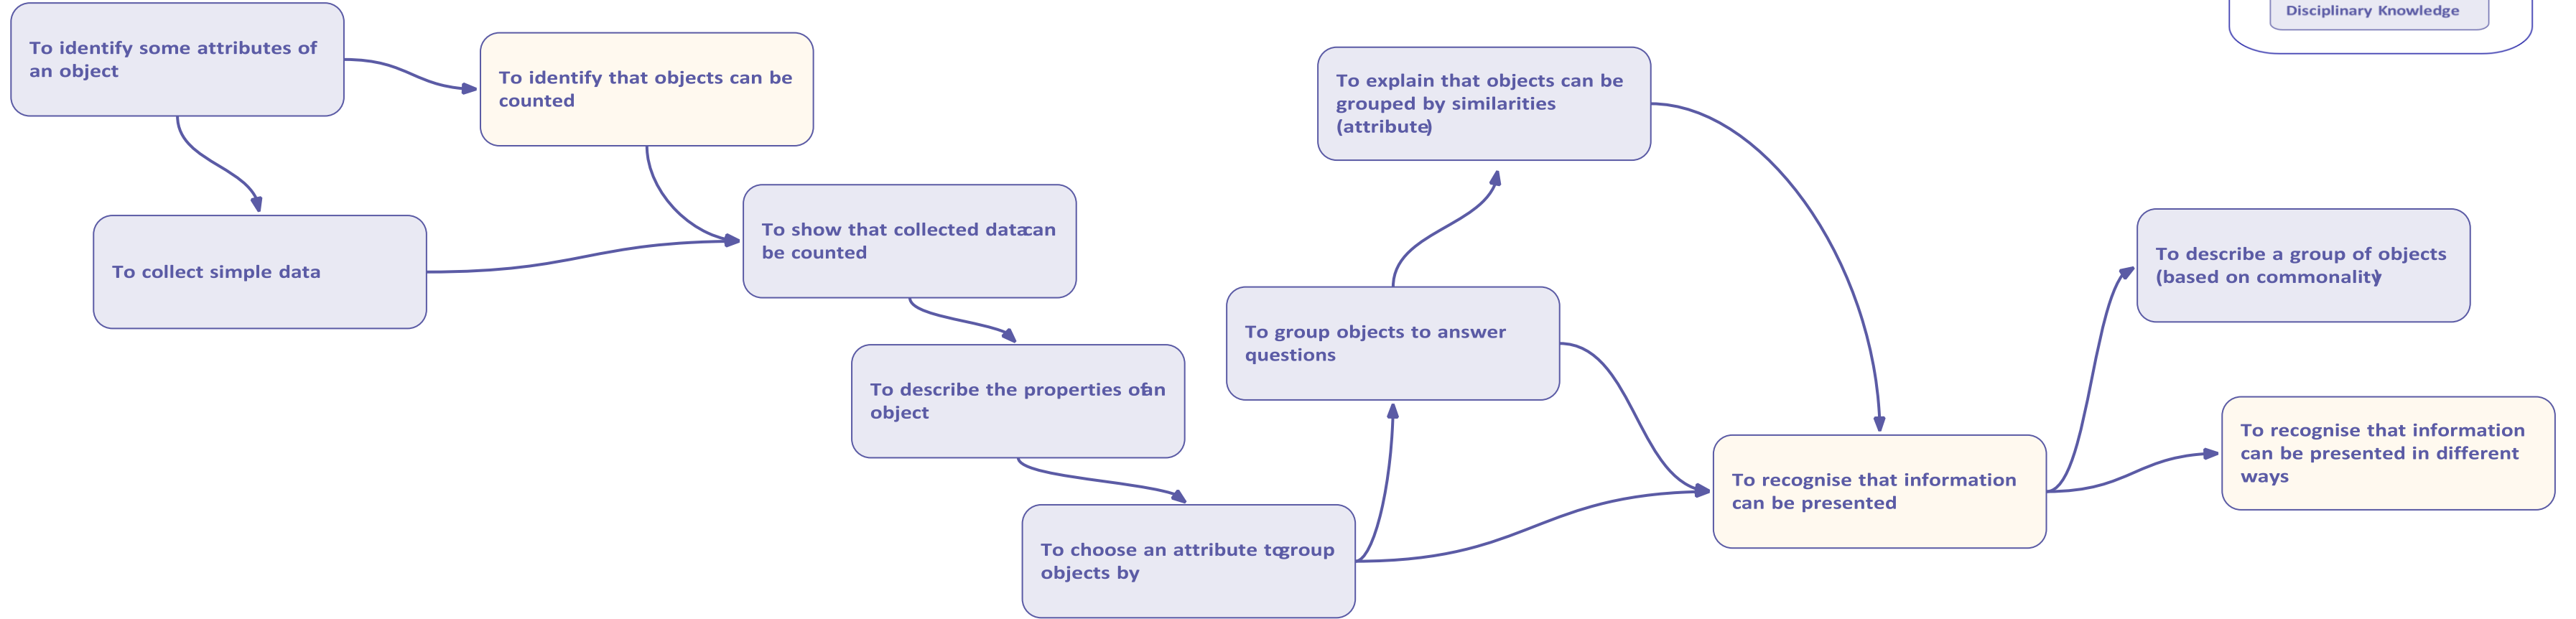 Disciplinary Knowledge
To identify some attributes of
an object
To identify that objects can be
counted
To collect simple data
To show that collected data can
be counted
To describe the properties of an
object
To choose an attribute to group
objects by
To group objects to answer
questions
To explain that objects can be
grouped by similarities
(attribute)
To recognise that information
can be presented
To describe a group of objects
(based on commonality)
To recognise that information
can be presented in different
ways